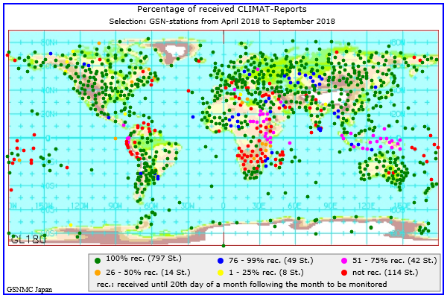 Percentage of received CLIMAT-Reports
Selection: GSN-stations from April 2018 to September 2018
GL180
100% rec. (797 St.) 76 - 99% rec. (49 St.) 51 - 75% rec. (42 St.)
26 - 50% rec. (14 St.) 1 - 25% rec. (8 St.) not rec. (114 St.)
rec.: received until 20th day of a month following the month to be monitored
GSNMC Japan